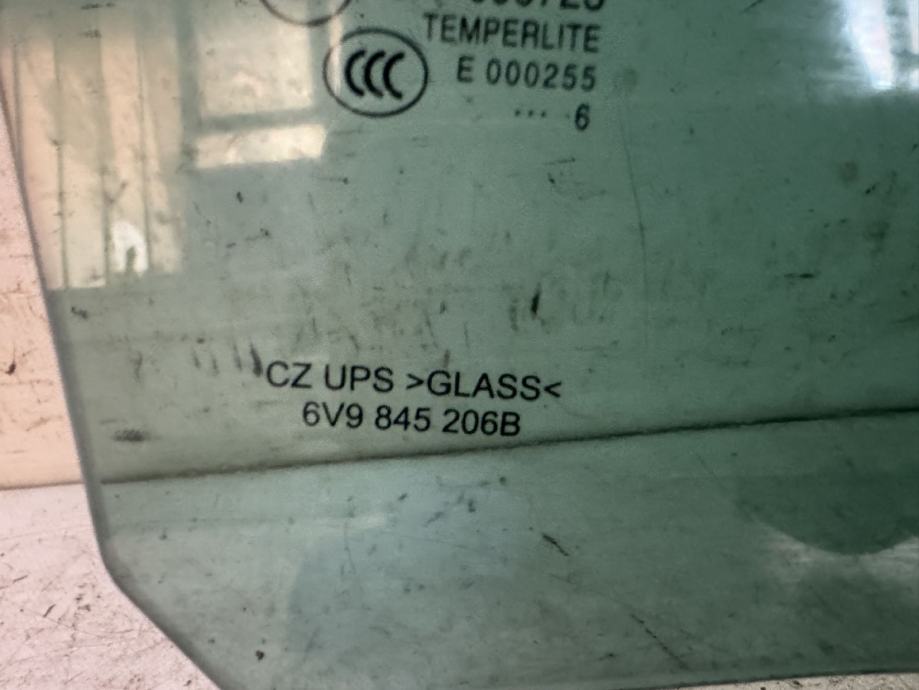 TEMPERLITE
CCC E 000255
··· ·6
CZ UPS >GLASS<
6V9 845 206B